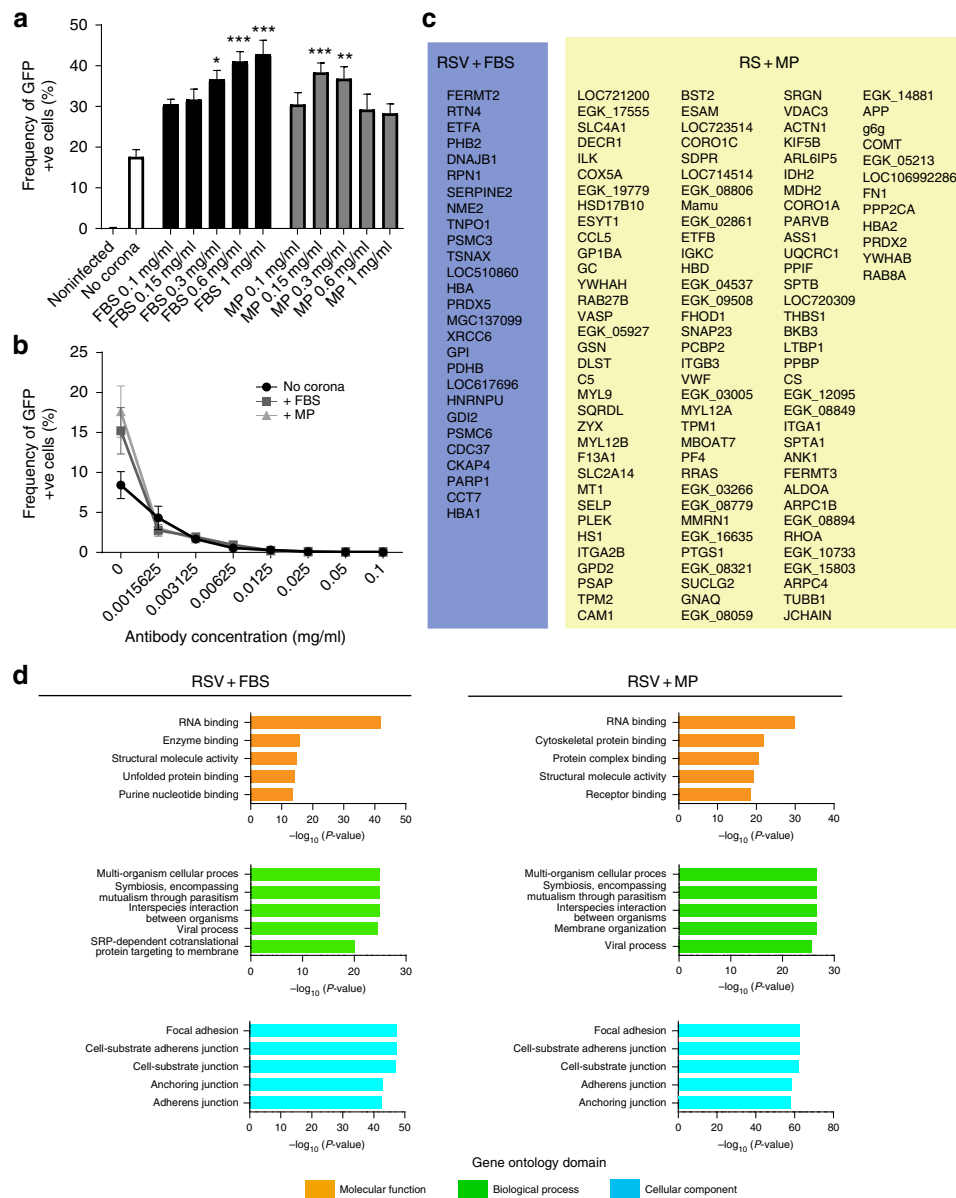 a
Frequency of GFP
+ve cells (%)
50
40
30
20
10
0
*
***
***
***
**
Noninfected
No corona
FBS 0.1 mg/ml
FBS 0.15 mg/ml
FBS 0.3 mg/ml
FBS 0.6 mg/ml
FBS 1 mg/ml
MP 0.1 mg/ml
MP 0.15 mg/ml
MP 0.3 mg/ml
MP 0.6 mg/ml
MP 1 mg/ml
b
Frequency of GFP
+ve cells (%)
25
20
15
10
5
0
No corona
+ FBS
+ MP
0
0.0015625
0.003125
0.00625
0.0125
0.025
0.05
0.1
Antibody concentration (mg/ml)
c
RSV + FBS
FERMT2
RTN4
ETFA
PHB2
DNAJB1
RPN1
SERPINE2
NME2
TNPO1
PSMC3
TSNAX
LOC510860
HBA
PRDX5
MGC137099
XRCC6
GPI
PDHB
LOC617696
HNRNPU
GDI2
PSMC6
CDC37
CKAP4
PARP1
CCT7
HBA1
RS + MP
LOC721200
EGK_17555
SLC4A1
DECR1
ILK
COX5A
EGK_19779
HSD17B10
ESYT1
CCL5
GP1BA
GC
YWHAH
RAB27B
VASP
EGK_05927
GSN
DLST
C5
MYL9
SQRDL
ZYX
MYL12B
F13A1
SLC2A14
MT1
SELP
PLEK
HS1
ITGA2B
GPD2
PSAP
TPM2
CAM1
BST2
ESAM
LOC723514
CORO1C
SDPR
LOC714514
EGK_08806
Mamu
EGK_02861
ETFB
IGKC
HBD
EGK_04537
EGK_09508
FHOD1
SNAP23
PCBP2
ITGB3
VWF
EGK_03005
MYL12A
TPM1
MBOAT7
PF4
RRAS
EGK_03266
EGK_08779
MMRN1
EGK_16635
PTGS1
EGK_08321
SUCLG2
GNAQ
EGK_08059
SRGN
VDAC3
ACTN1
KIF5B
ARL6IP5
IDH2
MDH2
CORO1A
PARVB
ASS1
UQCRC1
PPIF
SPTB
LOC720309
THBS1
BKB3
LTBP1
PPBP
CS
EGK_12095
EGK_08849
ITGA1
SPTA1
ANK1
FERMT3
ALDOA
ARPC1B
EGK_08894
RHOA
EGK_10733
EGK_15803
ARPC4
TUBB1
JCHAIN
EGK_14881
APP
g6g
COMT
EGK_05213
LOC106992286
FN1
PPP2CA
HBA2
PRDX2
YWHAB
RAB8A
d
RSV + FBS
RNA binding
Enzyme binding
Structural molecule activity
Unfolded protein binding
Purine nucleotide binding
0 10 20 30 40 50
−log10 (P-value)
Multi-organism cellular proces
Symbiosis, encompassing
mutualism through parasitism
Interspecies interaction
between organisms
Viral process
SRP-dependent cotranslational
protein targeting to membrane
0 10 20 30
−log10 (P-value)
Focal adhesion
Cell-substrate adherens junction
Cell-substrate junction
Anchoring junction
Adherens junction
0 10 20 30 40 50
−log10 (P-value)
RSV + MP
RNA binding
Cytoskeletal protein binding
Protein complex binding
Structural molecule activity
Receptor binding
0 10 20 30 40
−log10 (P-value)
Multi-organism cellular proces
Symbiosis, encompassing
mutualism through parasitism
Interspecies interaction
between organisms
Membrane organization
Viral process
0 10 20 30
−log10 (P-value)
Focal adhesion
Cell-substrate adherens junction
Cell-substrate junction
Adherens junction
Anchoring junction
0 20 40 60 80
−log10 (P-value)
Gene ontology domain
Molecular function
Biological process
Cellular component